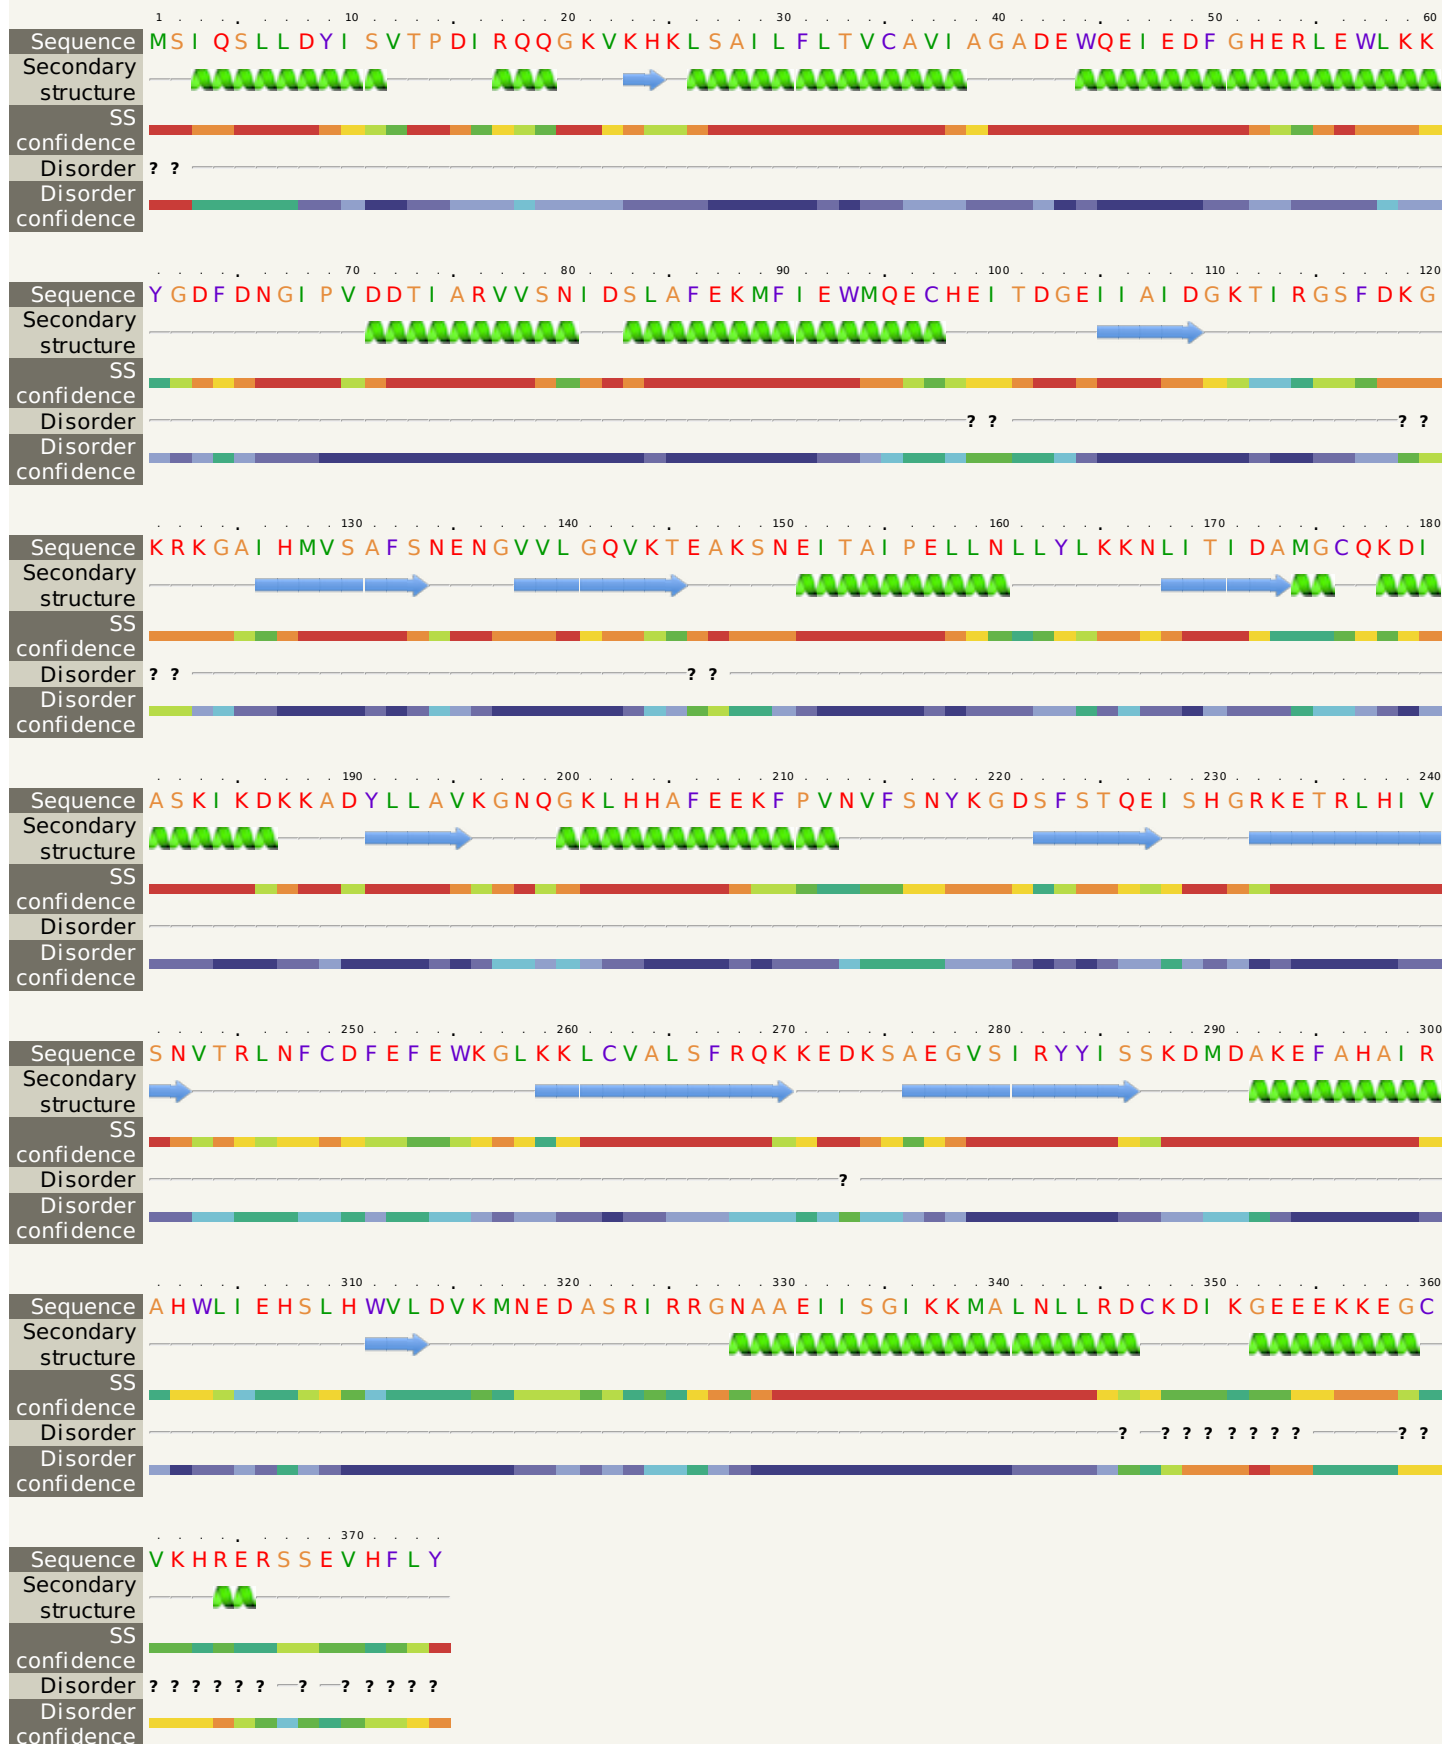 1 10 20 30 40 50 60
Sequence MSIQSLLDYISVTPDIRQQGKVKHKLSAILFLTVCAVIAGADEWQEIEDFGHERLEWLKK
Secondary
structure
SS
confidence
Disorder ? ?
Disorder
confidence
70 80 90 100 110 120
Sequence YGDFDNGIPVDDTIARVVSNIDSLAFEKMFIEWMQECHEITDGEIIAIDGKTIRGSFDKG
Secondary
structure
SS
confidence
Disorder ? ? ? ?
Disorder
confidence
130 140 150 160 170 180
Sequence KRKGAIHMVSAFSNENGVVLGQVKTEAKSNEITAIPELLNLLYLKKNLITIDAMGCQKDI
Secondary
structure
SS
confidence
Disorder ? ? ? ?
Disorder
confidence
190 200 210 220 230 240
Sequence ASKIKDKKADYLLAVKGNQGKLHHAFEEKFPVNVFSNYKGDSFSTQEISHGRKETRLHIV
Secondary
structure
SS
confidence
Disorder
Disorder
confidence
250 260 270 280 290 300
Sequence SNVTRLNFCDFEFEWKGLKKLCVALSFRQKKEDKSAEGVSIRYYISSKDMDAKEFAHAIR
Secondary
structure
SS
confidence
Disorder ?
Disorder
confidence
310 320 330 340 350 360
Sequence AHWLIEHSLHWVLDVKMNEDASRIRRGNAAEIISGIKKMALNLLRDCKDIKGEEEKKEGC
Secondary
structure
SS
confidence
Disorder ? ? ? ? ? ? ? ? ? ?
Disorder
confidence
370
Sequence VKHRERSSEVHFLY
Secondary
structure
SS
confidence
Disorder ? ? ? ? ? ? ? ? ? ? ? ?
Disorder
confidence